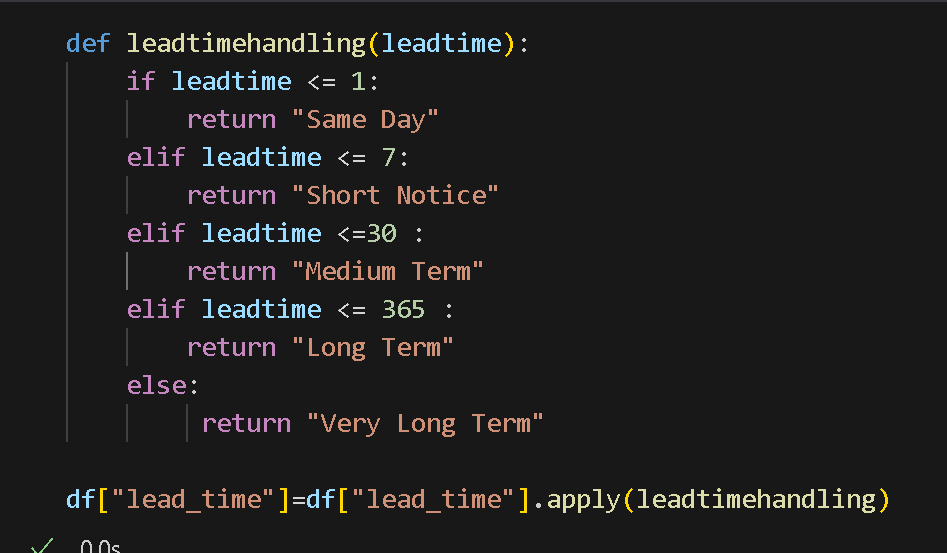 def leadtimehandling(leadtime):
    if leadtime <= 1:
        return "Same Day"
    elif leadtime <= 7:
        return "Short Notice"
    elif leadtime <=30 :
        return "Medium Term"
    elif leadtime <= 365 :
        return "Long Term"
    else:
         return "Very Long Term"

df["lead_time"]=df["lead_time"].apply(leadtimehandling)
✓ 0.0s